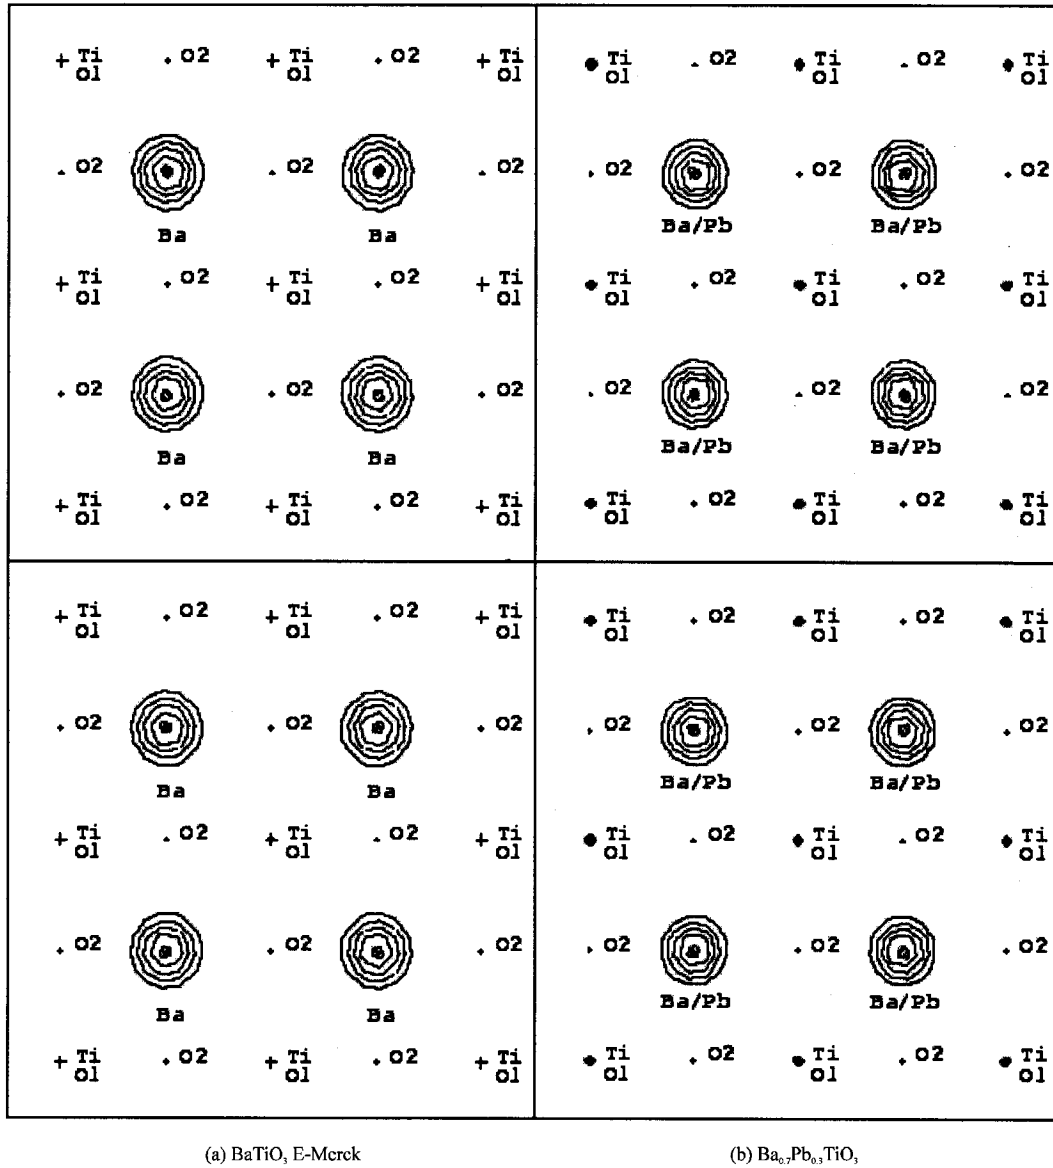 Ti O2 Ti O2 Ti
O1 O1 O1
O2 O2 O2
Ba Ba
Ti O2 Ti O2 Ti
O1 O1 O1
O2 O2 O2
Ba Ba
Ti O2 Ti O2 Ti
O1 O1 O1
Ti O2 Ti O2 Ti
O1 O1 O1
O2 O2 O2
Ba/Pb Ba/Pb
Ti O2 Ti O2 Ti
O1 O1 O1
O2 O2 O2
Ba/Pb Ba/Pb
Ti O2 Ti O2 Ti
O1 O1 O1
Ti O2 Ti O2 Ti
O1 O1 O1
O2 O2 O2
Ba Ba
Ti O2 Ti O2 Ti
O1 O1 O1
O2 O2 O2
Ba Ba
Ti O2 Ti O2 Ti
O1 O1 O1
Ti O2 Ti O2 Ti
O1 O1 O1
O2 O2 O2
Ba/Pb Ba/Pb
Ti O2 Ti O2 Ti
O1 O1 O1
O2 O2 O2
Ba/Pb Ba/Pb
Ti O2 Ti O2 Ti
O1 O1 O1
(a) BaTiO₃ E-Merck
(b) Ba₀.₇Pb₀.₃TiO₃